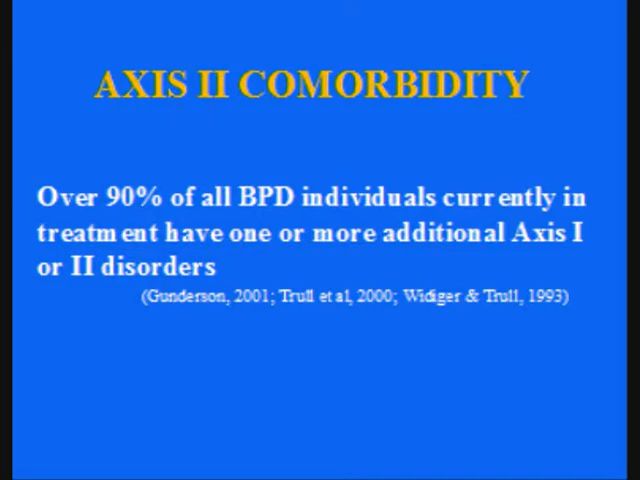 AXIS II COMORBIDITY
Over 90% of all BPD individuals currently in
treatment have one or more additional Axis I
or II disorders
(Gunderson, 2001; Trull et al, 2000; Widiger & Trull, 1993)